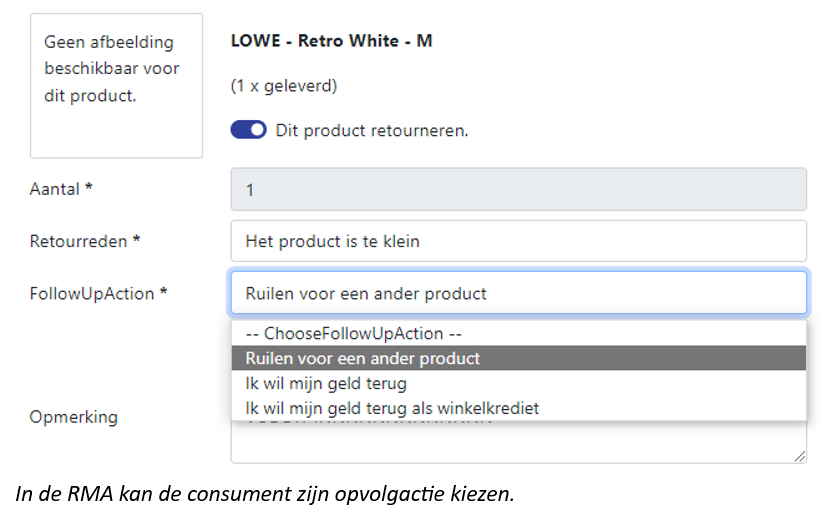 Geen afbeelding
beschikbaar voor
dit product.
LOWE - Retro White - M
(1 x geleverd)
Dit product retourneren.
Aantal *
1
Retourreden *
Het product is te klein
FollowUpAction *
Ruilen voor een ander product
-- ChooseFollowUpAction --
Ruilen voor een ander product
Ik wil mijn geld terug
Ik wil mijn geld terug als winkelkrediet
Opmerking
In de RMA kan de consument zijn opvolgactie kiezen.